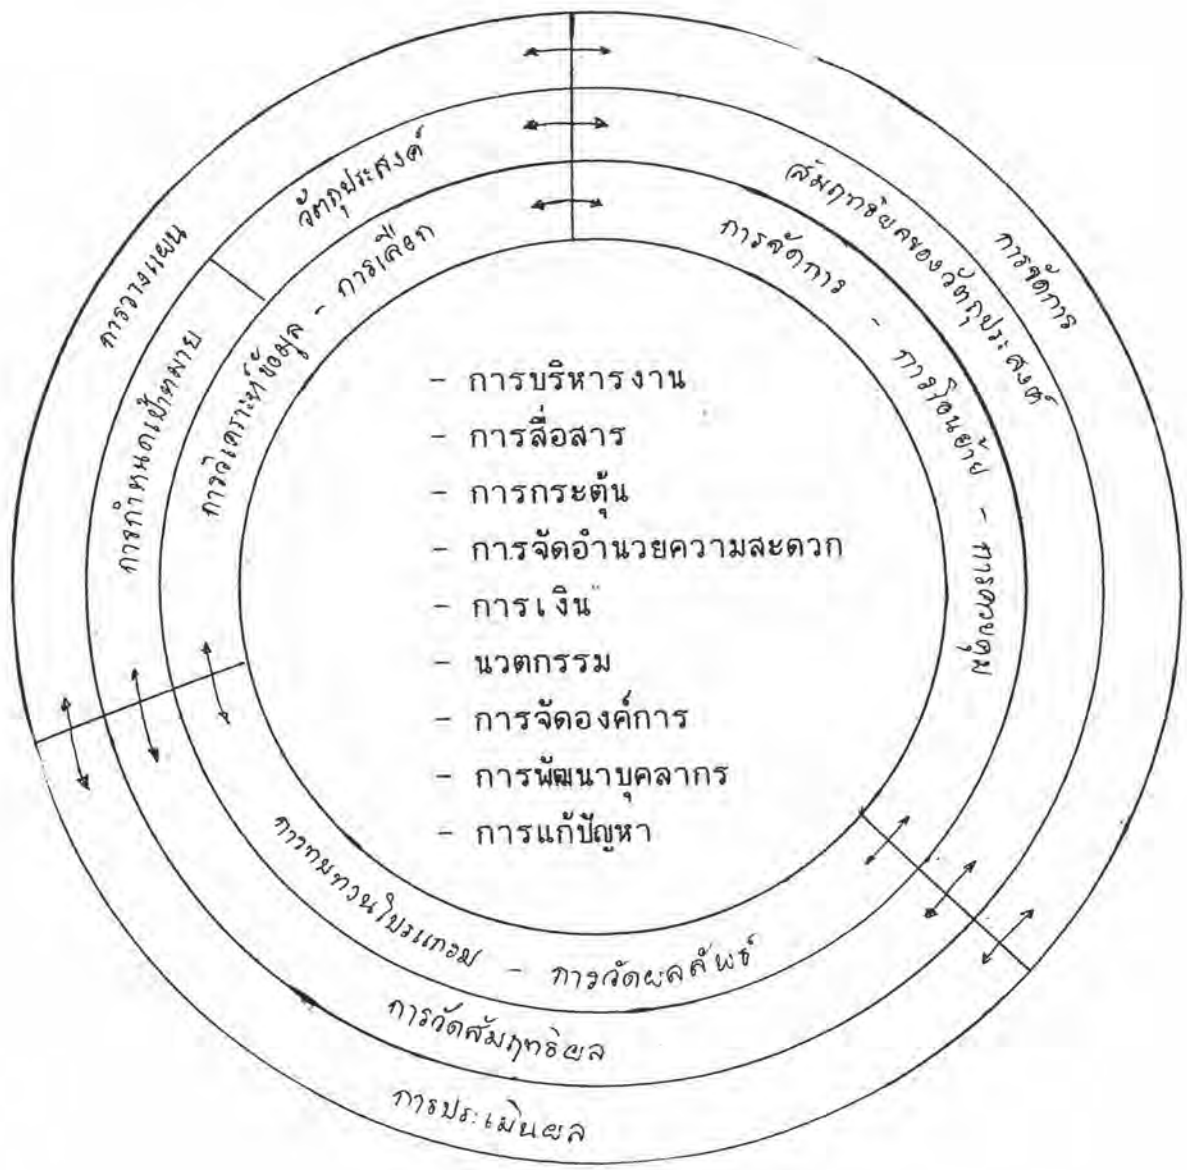 การวางแผน
วัตถุประสงค์
การกำหนดเป้าหมาย
การวิเคราะห์ข้อมูล - การเลือก
การจัดการ
สัมฤทธิผลของวัตถุประสงค์
การจัดการ - การโอนย้าย - การควบคุม
- การบริหารงาน
- การสื่อสาร
- การกระตุ้น
- การจัดอำนวยความสะดวก
- การเงิน
- นวตกรรม
- การจัดองค์การ
- การพัฒนาบุคลากร
- การแก้ปัญหา
การทบทวนโปรแกรม - การวัดผลลัพธ์
การวัดสัมฤทธิผล
การประเมินผล